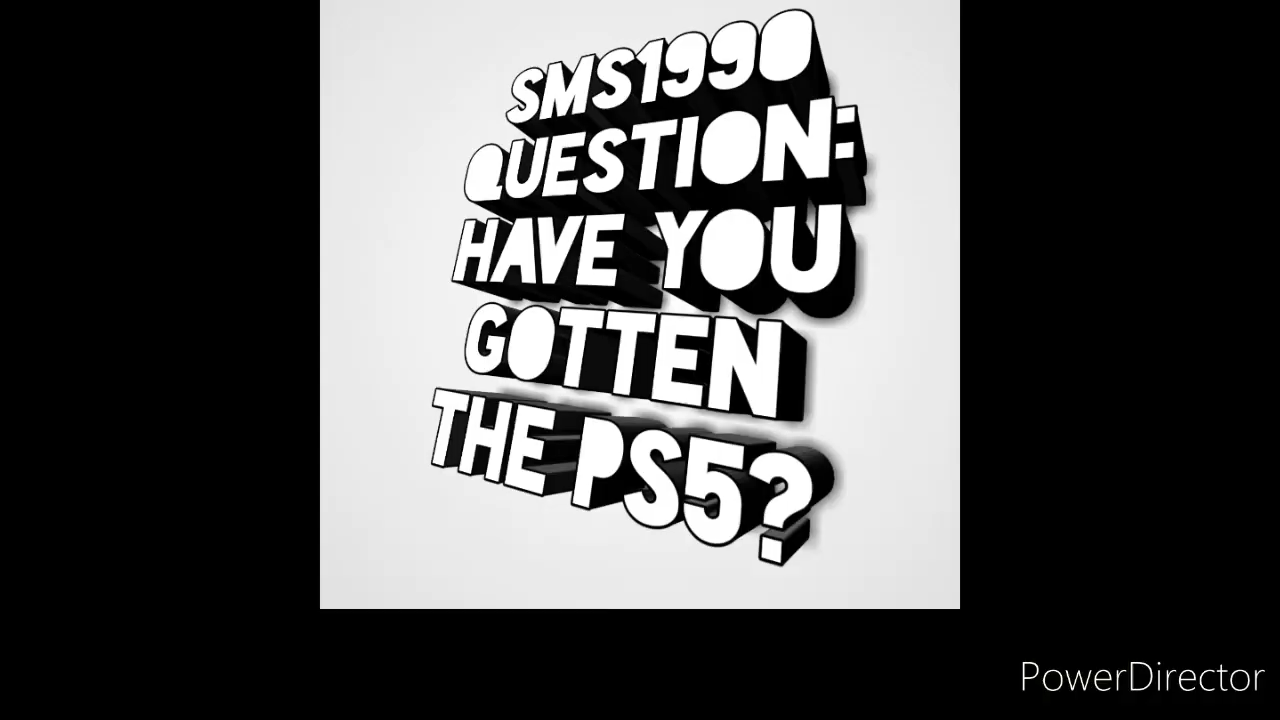 SMS1990
QUESTION:
HAVE YOU
GOTTEN
THE PS5?
PowerDirector